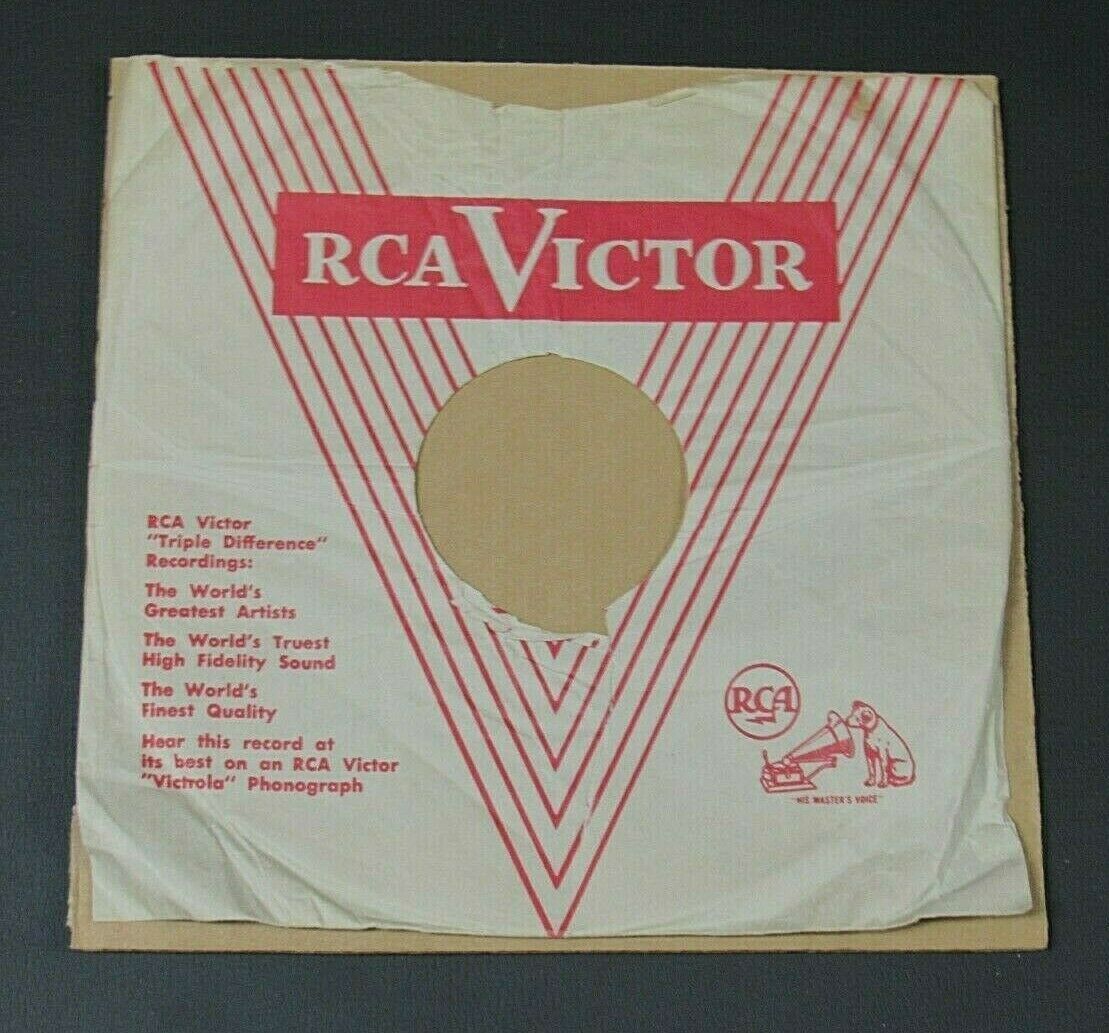 RCA VICTOR
RCA Victor
"Triple Difference"
Recordings:
The World's
Greatest Artists
The World's Truest
High Fidelity Sound
The World's
Finest Quality
Hear this record at
its best on an RCA Victor
"Victrola" Phonograph
RCA
"HIS MASTER'S VOICE"